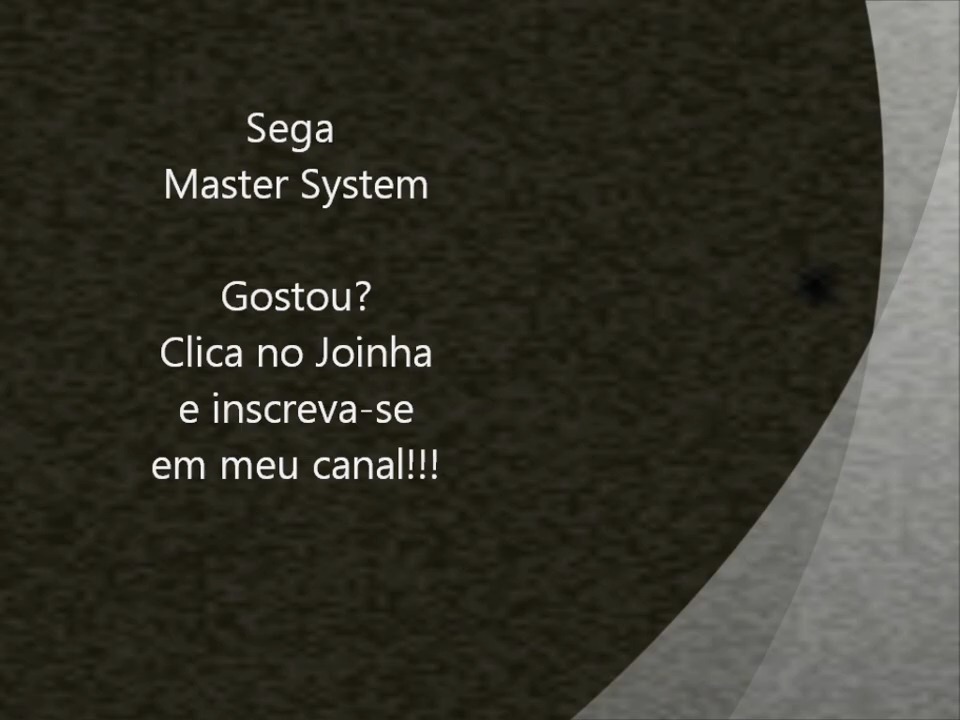 Sega
Master System
Gostou?
Clica no Joinha
e inscreva-se
em meu canal!!!